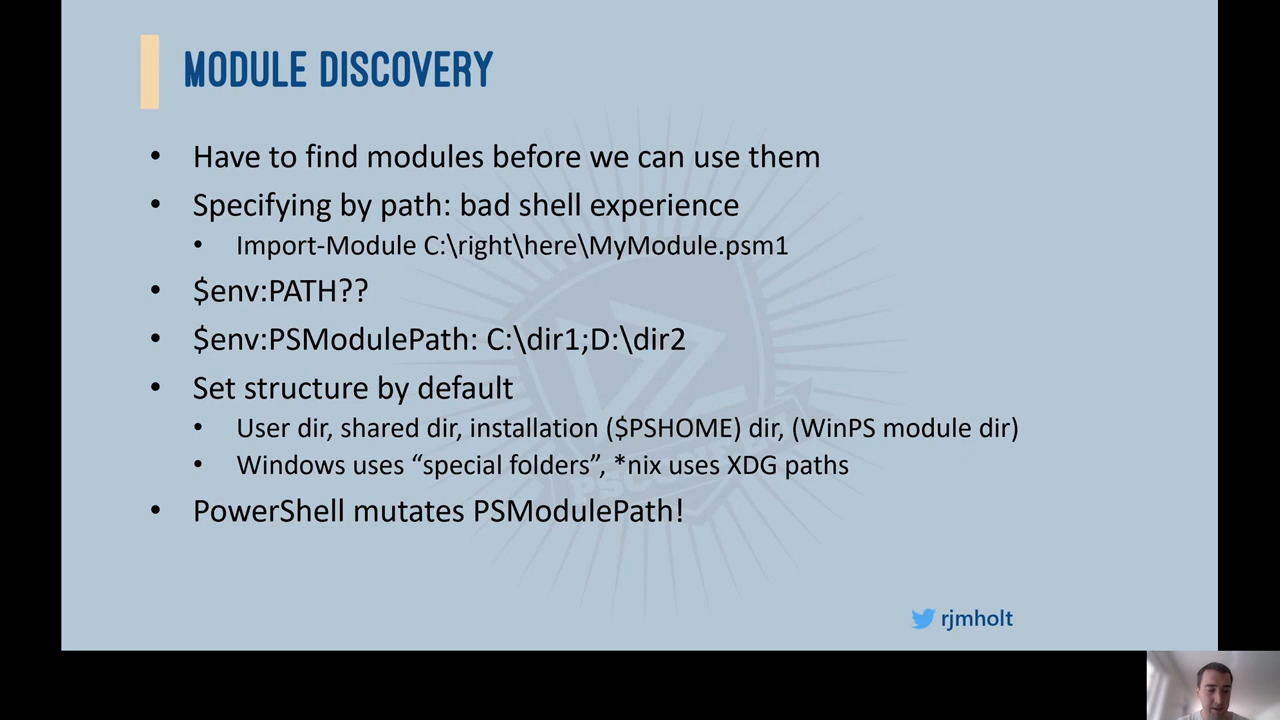 MODULE DISCOVERY
• Have to find modules before we can use them
• Specifying by path: bad shell experience
• Import-Module C:\right\here\MyModule.psm1
• $env:PATH??
• $env:PSModulePath: C:\dir1;D:\dir2
• Set structure by default
• User dir, shared dir, installation ($PSHOME) dir, (WinPS module dir)
• Windows uses “special folders”, *nix uses XDG paths
• PowerShell mutates PSModulePath!
rjmholt